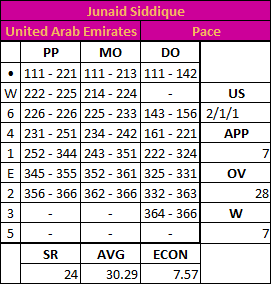 Junaid Siddique
United Arab Emirates Pace
PP MO DO
• 111 - 221 111 - 213 111 - 142
W 222 - 225 214 - 224 - US
6 226 - 226 225 - 233 143 - 156 2/1/1
4 231 - 251 234 - 242 161 - 221 APP
1 252 - 344 243 - 351 222 - 324 7
E 345 - 355 352 - 361 325 - 331 OV
2 356 - 366 362 - 366 332 - 363 28
3 - - 364 - 366 W
5 - - - 7
SR AVG ECON
24 30.29 7.57